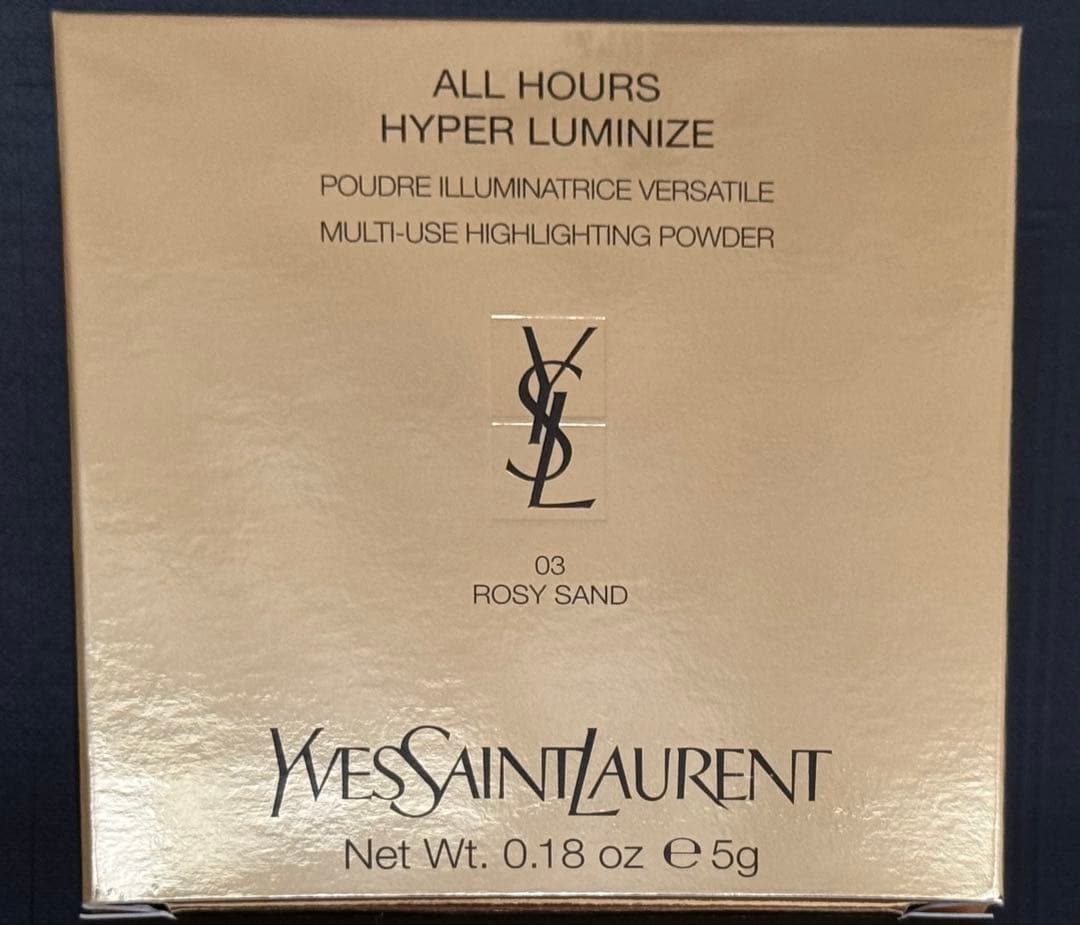 ALL HOURS
HYPER LUMINIZE
POUDRE ILLUMINATRICE VERSATILE
MULTI-USE HIGHLIGHTING POWDER
YSL
03
ROSY SAND
YVESSAINTLAURENT
Net Wt. 0.18 oz ℮ 5g